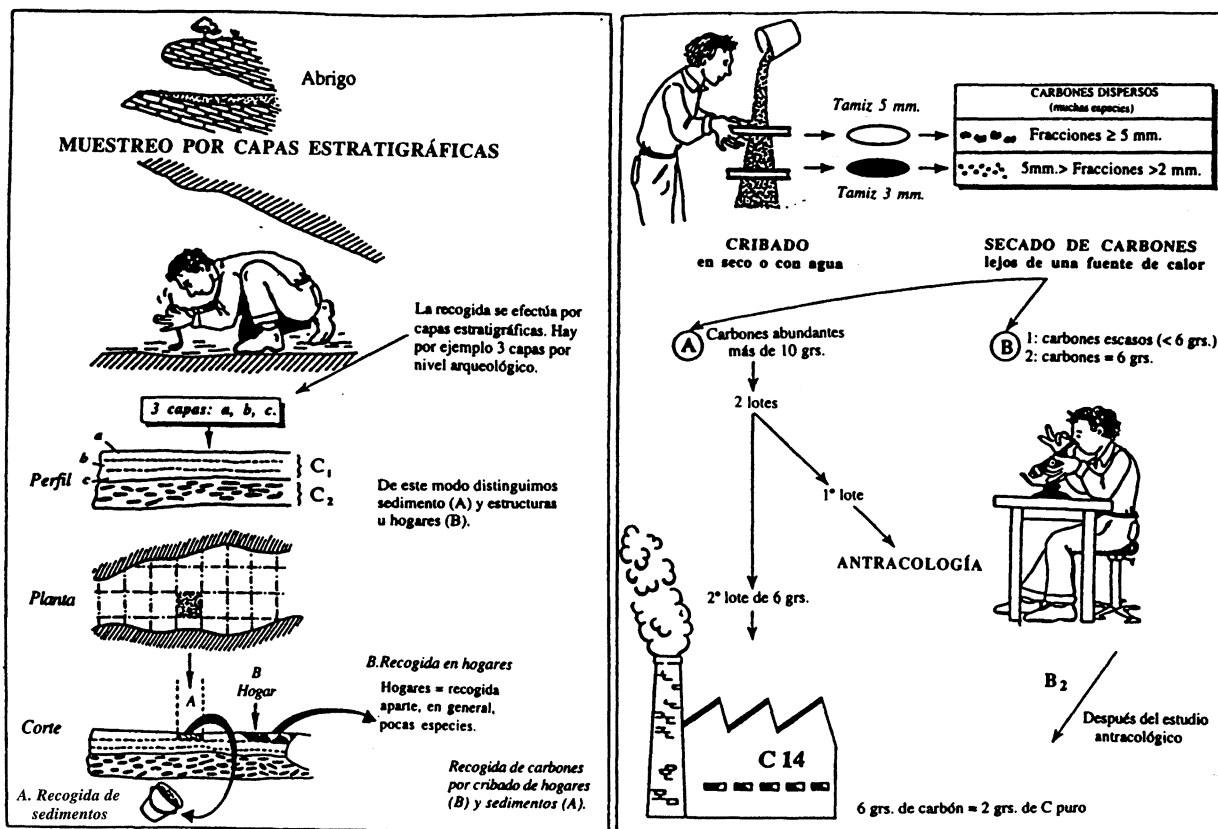 Abrigo
MUESTREO POR CAPAS ESTRATIGRÁFICAS
La recogida se efectúa por
capas estratigráficas. Hay
por ejemplo 3 capas por
nivel arqueológico.
3 capas: a, b, c.
a
b
c
Perfil
C1
C2
De este modo distinguimos
sedimento (A) y estructuras
u hogares (B).
Planta
A
B
Hogar
B.Recogida en hogares
Hogares = recogida
aparte, en general,
pocas especies.
Corte
A. Recogida de
sedimentos
Recogida de carbones
por cribado de hogares
(B) y sedimentos (A).
Tamiz 5 mm.
Tamiz 3 mm.
CARBONES DISPERSOS
(muchas especies)
Fracciones ≥ 5 mm.
5mm.> Fracciones >2 mm.
CRIBADO
en seco o con agua
SECADO DE CARBONES
lejos de una fuente de calor
A
Carbones abundantes
más de 10 grs.
B
1: carbones escasos (< 6 grs.)
2: carbones = 6 grs.
2 lotes
1º lote
ANTRACOLOGÍA
2º lote de 6 grs.
B2
Después del estudio
antracológico
C 14
6 grs. de carbón = 2 grs. de C puro